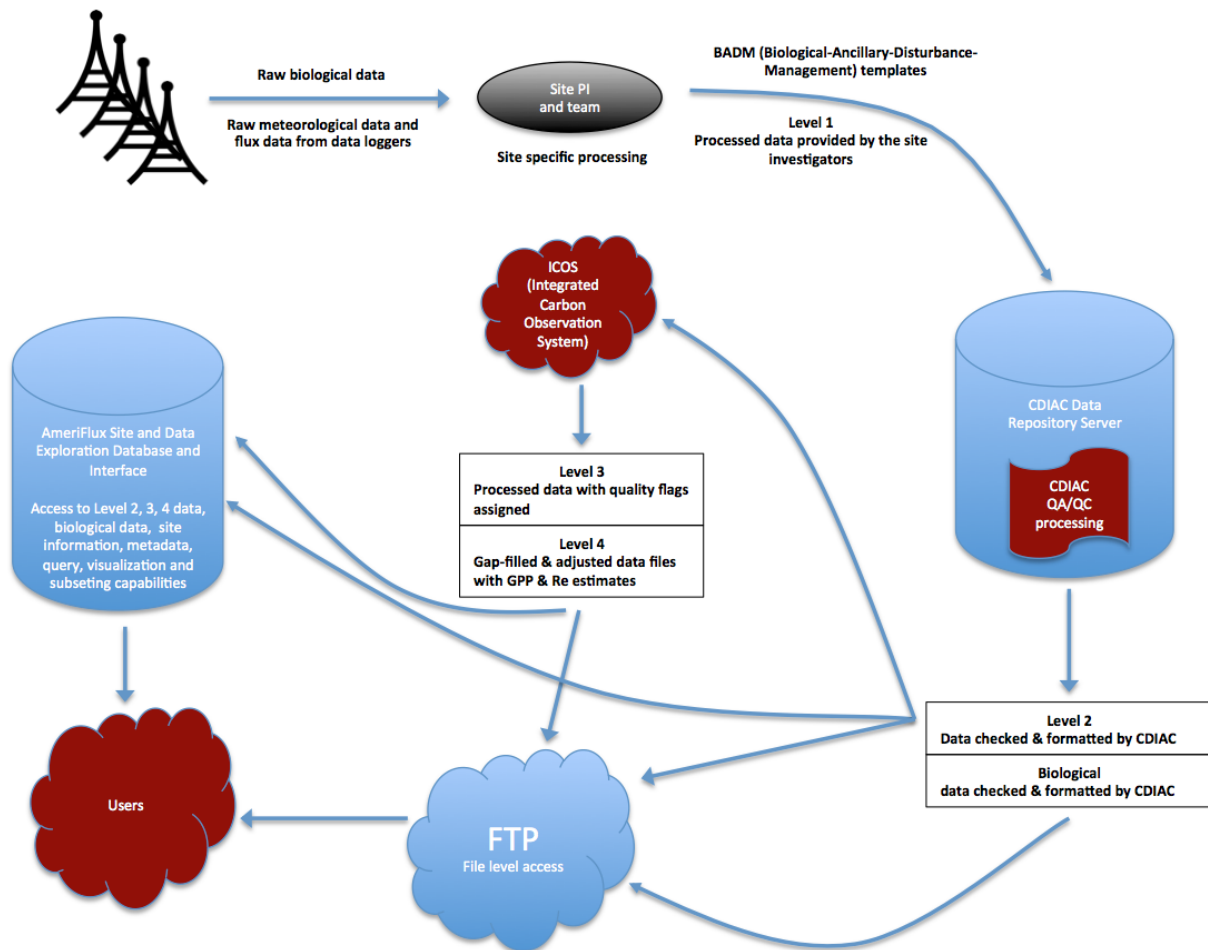 Raw biological data
Raw meteorological data and
flux data from data loggers
Site PI
and team
Site specific processing
BADM (Biological-Ancillary-Disturbance-
Management) templates
Level 1
Processed data provided by the site
investigators
ICOS
(Integrated
Carbon
Observation
System)
CDIAC Data
Repository Server
CDIAC
QA/QC
processing
AmeriFlux Site and Data
Exploration Database and
Interface
Access to Level 2, 3, 4 data,
biological data, site
information, metadata,
query, visualization and
subseting capabilities
Level 3
Processed data with quality flags
assigned
Level 4
Gap-filled & adjusted data files
with GPP & Re estimates
Level 2
Data checked & formatted by CDIAC
Biological
data checked & formatted by CDIAC
Users
FTP
File level access